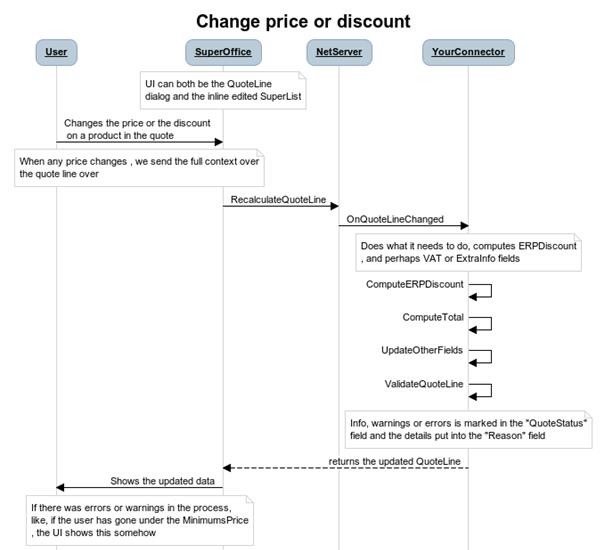 Change price or discount
User
SuperOffice
NetServer
YourConnector
UI can both be the QuoteLine
dialog and the inline edited SuperList
Changes the price or the discount
on a product in the quote
When any price changes , we send the full context over
the quote line over
RecalculateQuoteLine
OnQuoteLineChanged
Does what it needs to do, computes ERPDiscount
, and perhaps VAT or ExtraInfo fields
ComputeERPDiscount
ComputeTotal
UpdateOtherFields
ValidateQuoteLine
Info, warnings or errors is marked in the "QuoteStatus"
field and the details put into the "Reason" field
returns the updated QuoteLine
Shows the updated data
If there was errors or warnings in the process,
like, if the user has gone under the MinimumsPrice
, the UI shows this somehow